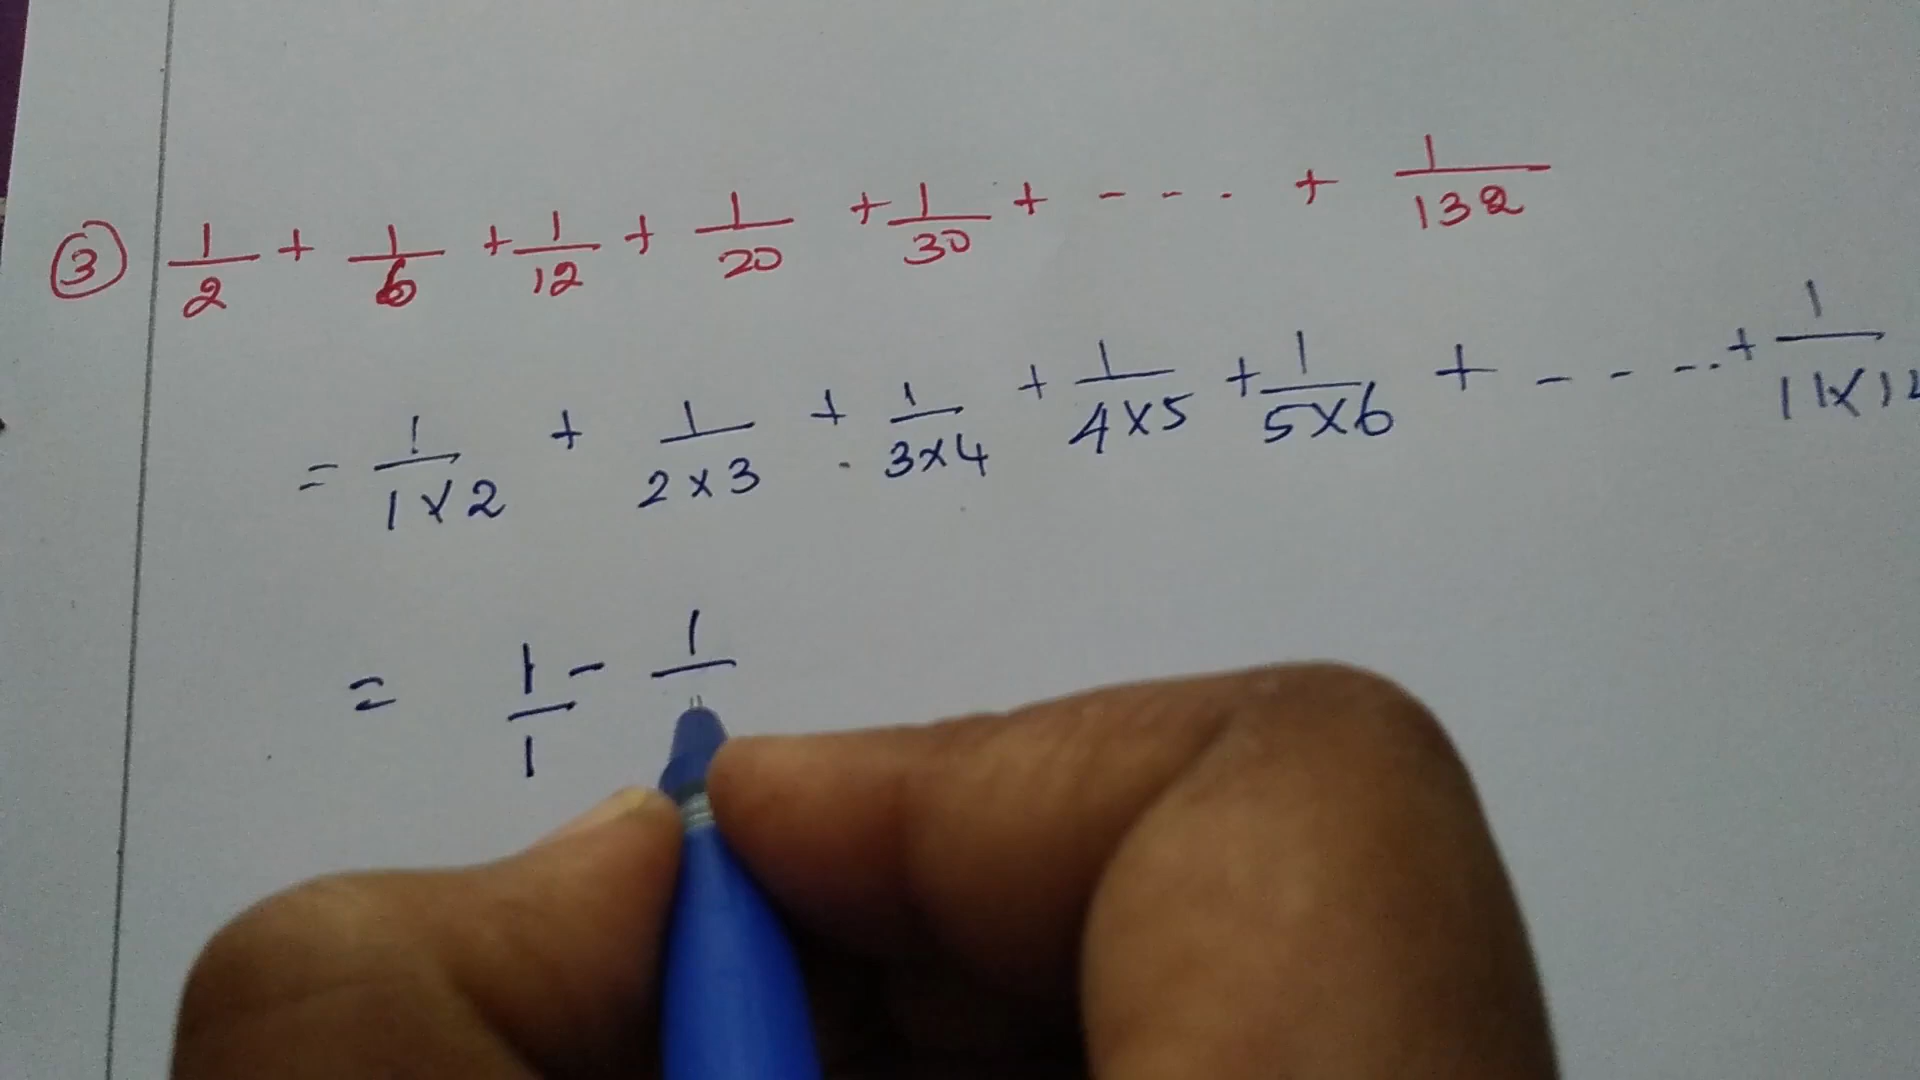 ③ 1/2 + 1/6 + 1/12 + 1/20 + 1/30 + - - - . + 1/132
= 1/1×2 + 1/2×3 + 1/3×4 + 1/4×5 + 1/5×6 + - - - .. + 1/11×1
= 1/1 - 1/